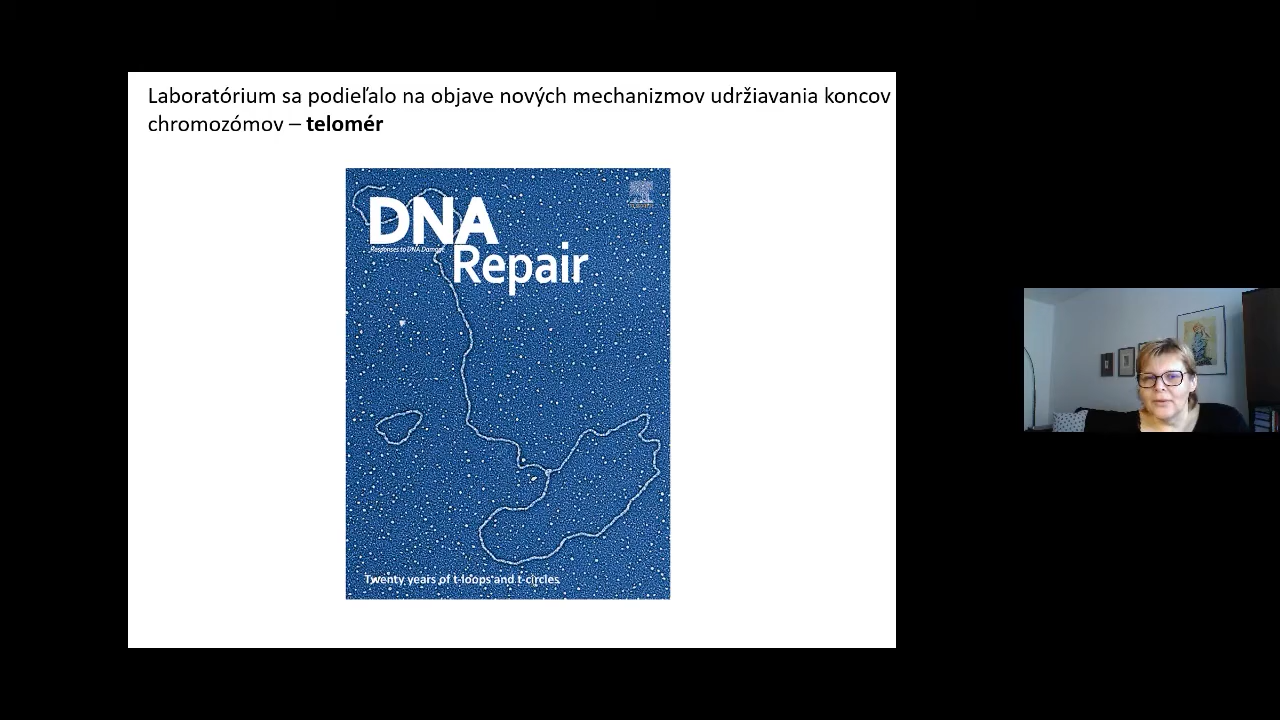 Laboratórium sa podieľalo na objave nových mechanizmov udržiavania koncov
chromozómov – telomér
DNA
Responses to DNA Damage
Repair
Twenty years of t-loops and t-circles